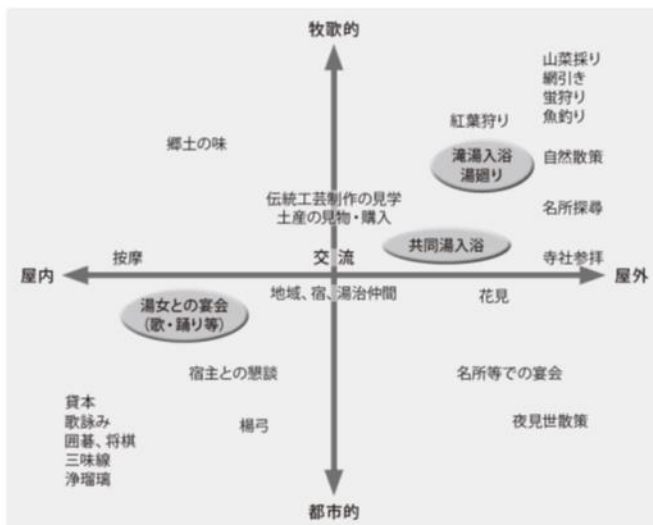 牧歌的
山菜採り
網引き
蛍狩り
魚釣り
紅葉狩り
郷土の味
滝湯入浴
湯廻り
自然散策
伝統工芸制作の見学
土産の見物・購入
名所探尋
共同湯入浴
按摩
交 流
寺社参拝
屋内
屋外
地域、宿、湯治仲間
花見
湯女との宴会
(歌・踊り等)
宿主との懇談
名所等での宴会
貸本
歌詠み
囲碁、将棋
三味線
浄瑠璃
楊弓
夜見世散策
都市的